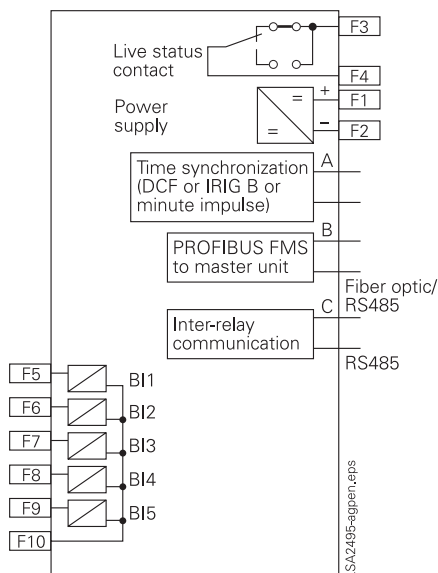 F3
Live status
contact
F4
+
F1
Power
supply
=
=
−
F2
A
Time synchronization
(DCF or IRIG B or
minute impulse)
B
PROFIBUS FMS
to master unit
Fiber optic/
RS485
C
Inter-relay
communication
RS485
F5
BI1
F6
BI2
F7
BI3
F8
BI4
F9
BI5
F10
LSA2495-agpen.eps